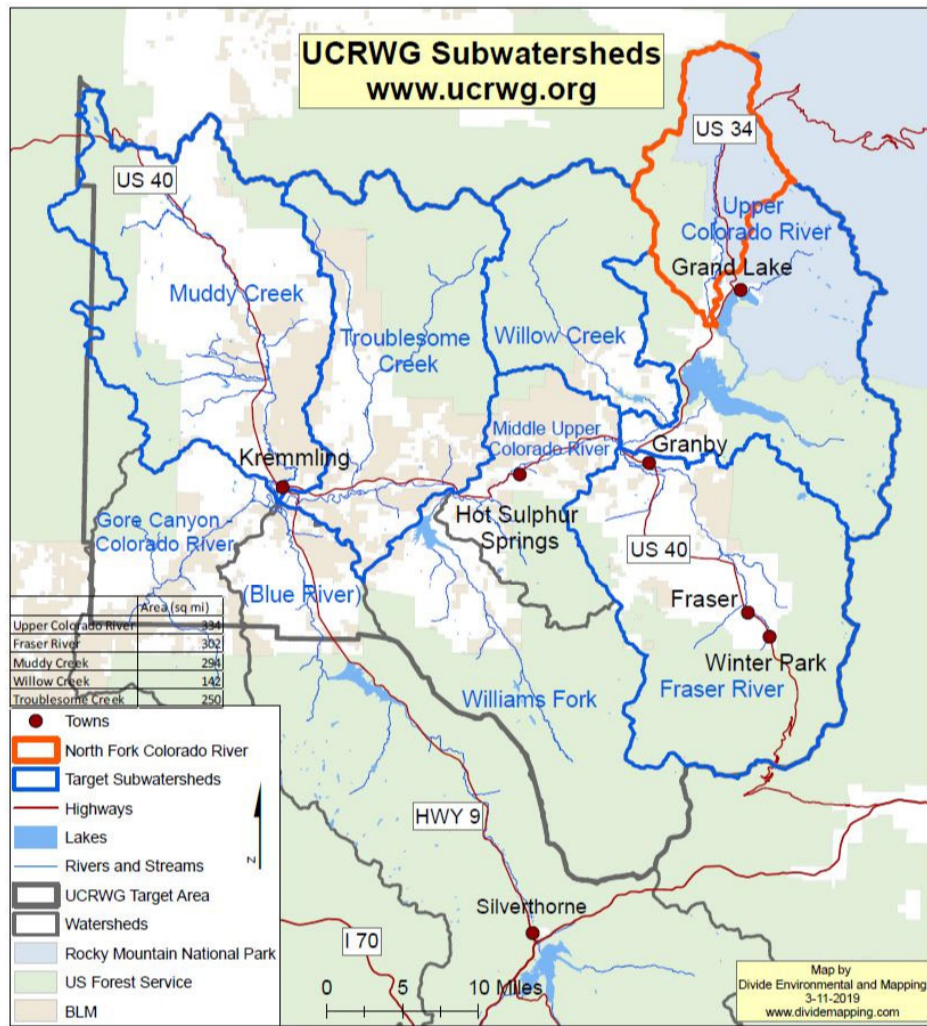 UCRWG Subwatersheds
www.ucrwg.org
US 34
US 40
Upper
Colorado River
Grand Lake
Muddy Creek
Troublesome
Creek
Willow Creek
Middle Upper
Colorado River
Granby
Kremmling
Hot Sulphur
Springs
Gore Canyon -
Colorado River
US 40
(Blue River)
Fraser
Winter Park
Fraser River
Williams Fork
Area (sq mi)
Upper Colorado River 334
Fraser River 302
Muddy Creek 294
Willow Creek 142
Troublesome Creek 250
Towns
North Fork Colorado River
Target Subwatersheds
Highways
Lakes
Rivers and Streams
UCRWG Target Area
Watersheds
Rocky Mountain National Park
US Forest Service
BLM
N
HWY 9
Silverthorne
I 70
0 5 10 Miles
Map by
Divide Environmental and Mapping
3-11-2019
www.dividemapping.com